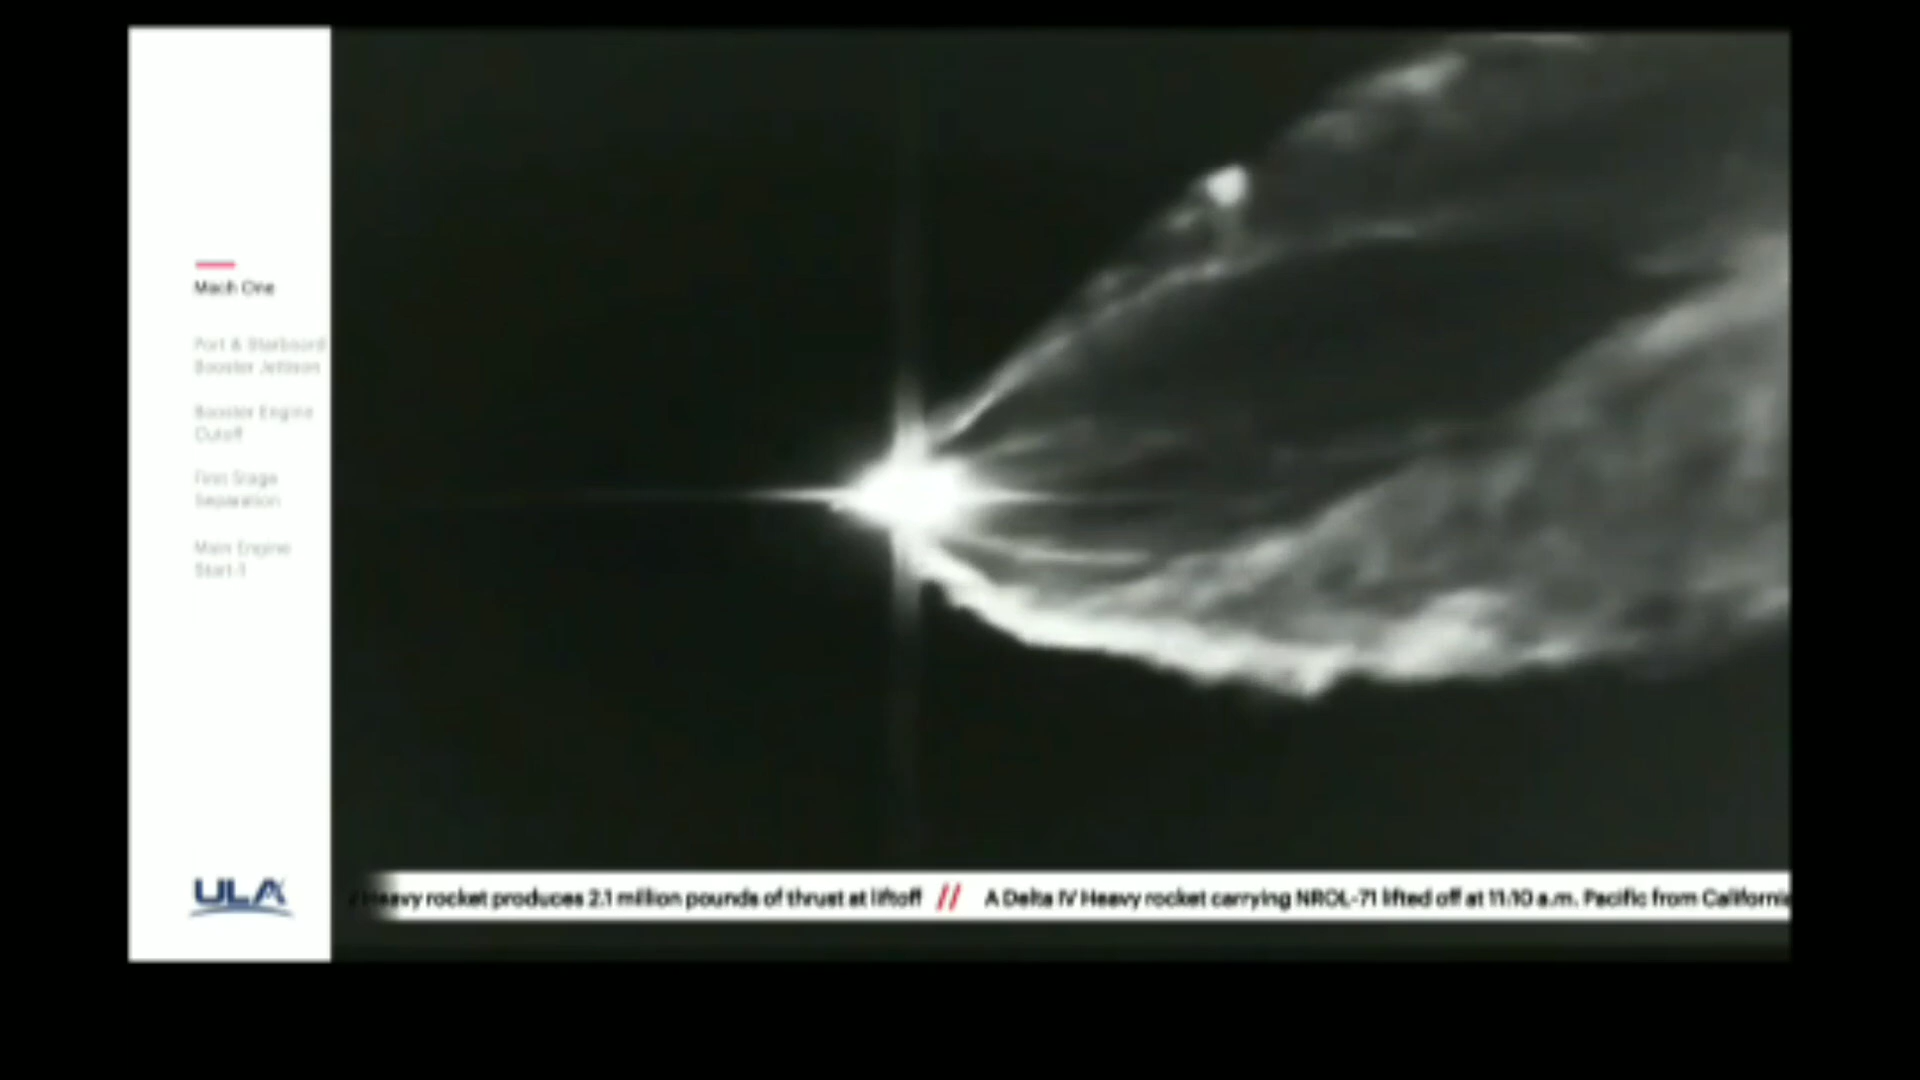 Mach One
Port & Starboard
Booster Jettison
Booster Engine
Cutoff
First Stage
Separation
Main Engine
Start-1
ULA
Heavy rocket produces 2.1 million pounds of thrust at liftoff // A Delta IV Heavy rocket carrying NROL-71 lifted off at 11:10 a.m. Pacific from California